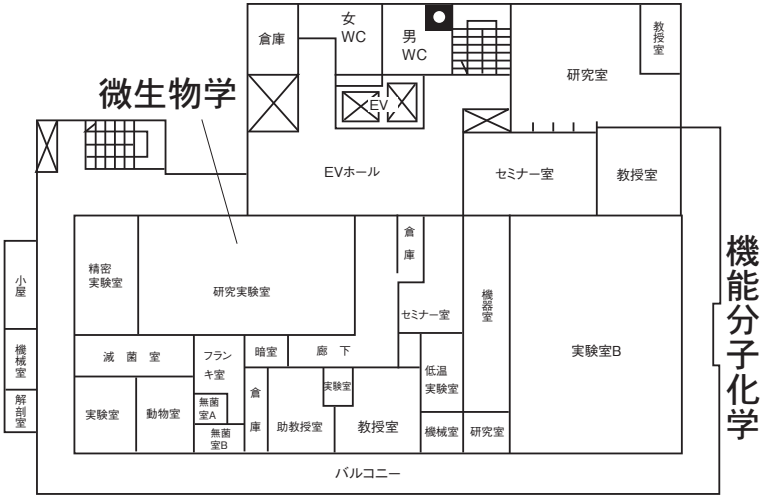 倉庫
女
WC
男
WC
教授室
研究室
微生物学
EV
EVホール
セミナー室
教授室
機能分子化学
小屋
機械室
解剖室
精密
実験室
研究実験室
倉庫
セミナー室
機器室
実験室B
滅菌室
フラン
キ室
暗室
廊下
低温
実験室
実験室
動物室
無菌
室A
無菌
室B
倉庫
助教授室
実験室
教授室
機械室
研究室
バルコニー